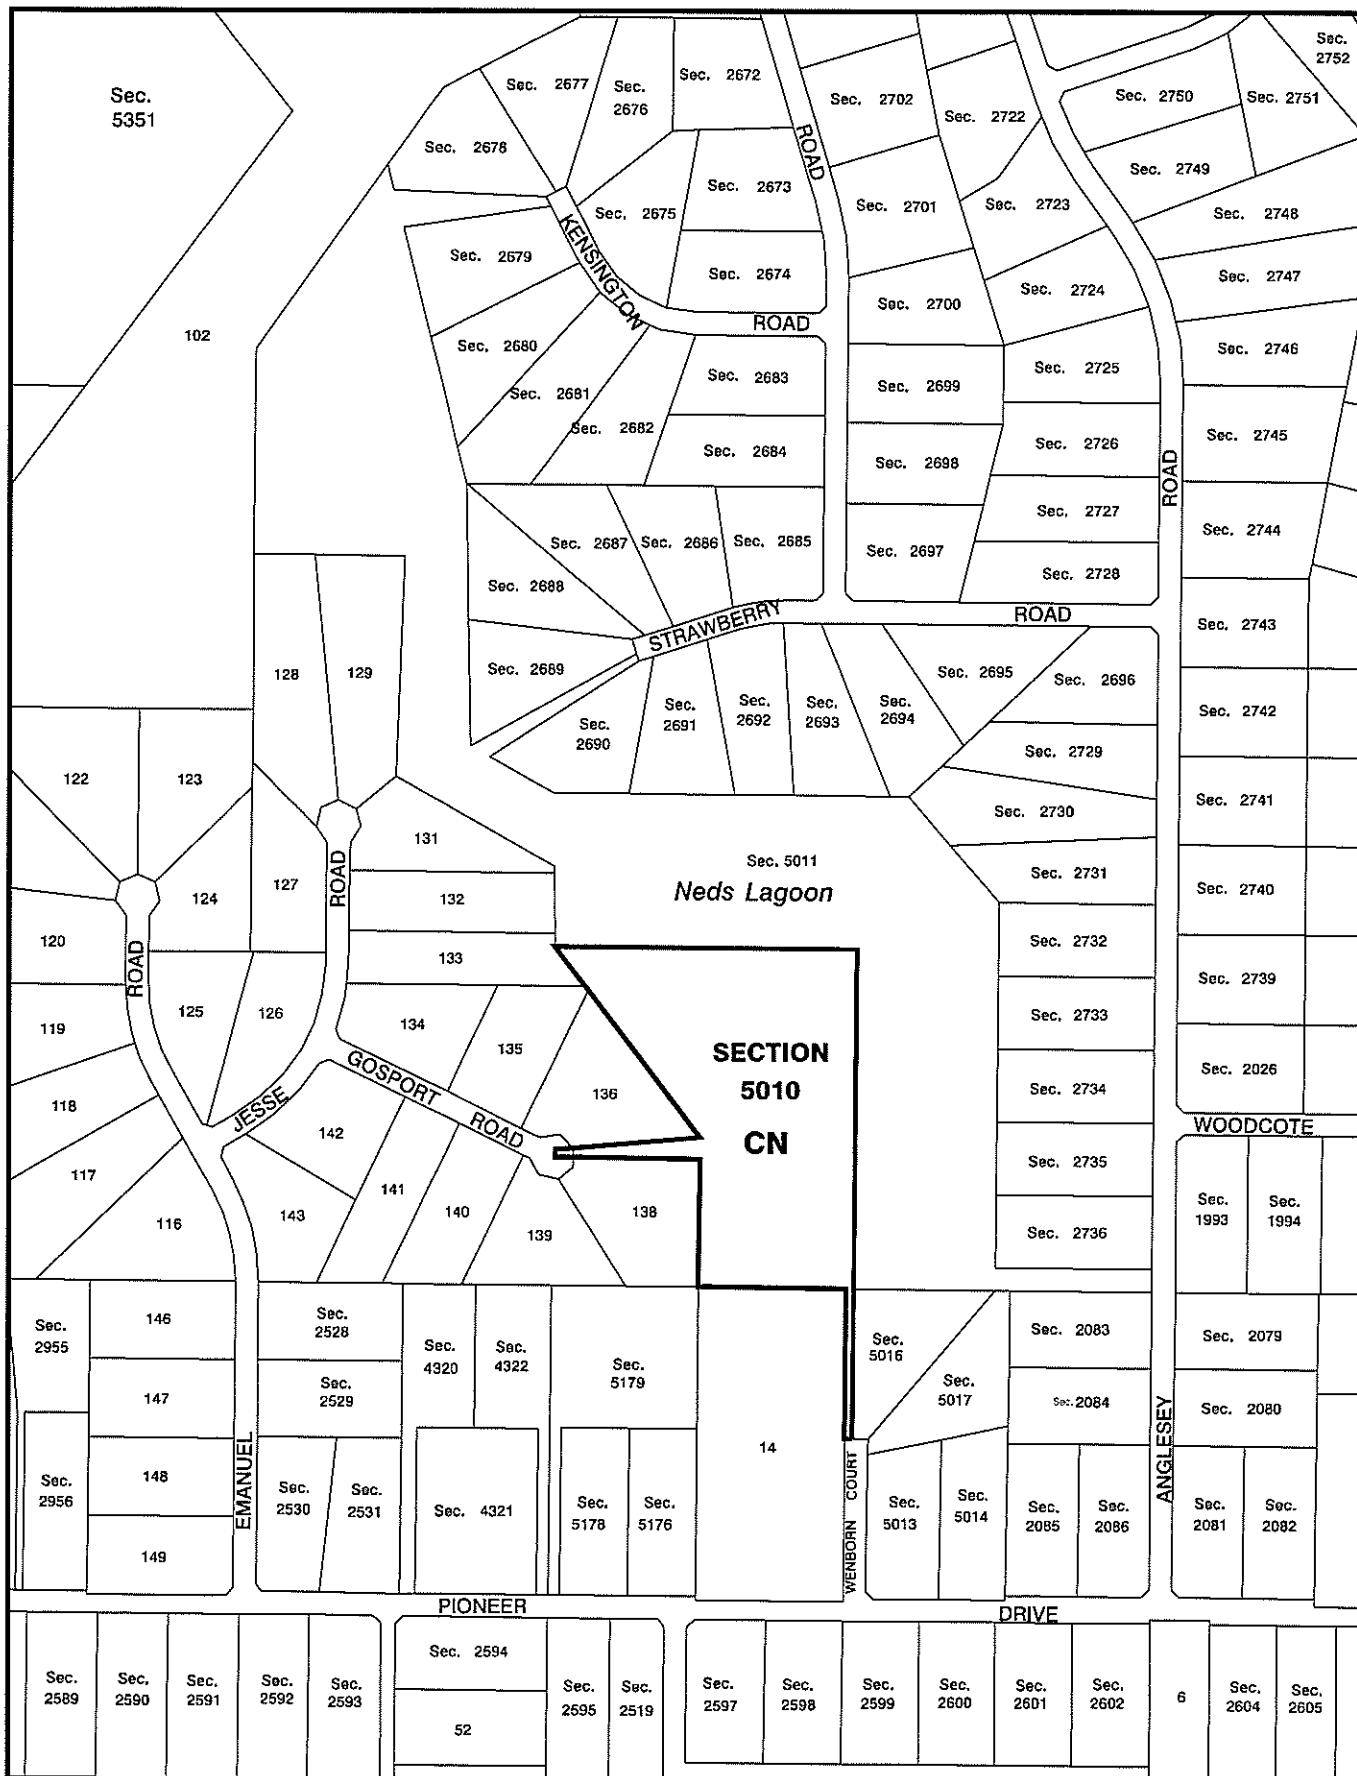 Sec.
5351
Sec. 2677
Sec.
2676
Sec. 2672
Sec. 2702
Sec. 2722
Sec. 2750
Sec. 2751
Sec.
2752
Sec. 2678
ROAD
Sec. 2749
Sec. 2673
Sec. 2675
Sec. 2701
Sec. 2723
Sec. 2748
KENSINGTON
Sec. 2679
Sec. 2674
Sec. 2700
Sec. 2724
Sec. 2747
ROAD
102
Sec. 2680
Sec. 2746
Sec. 2683
Sec. 2699
Sec. 2725
Sec. 2681
Sec. 2682
Sec. 2684
Sec. 2698
Sec. 2726
Sec. 2745
ROAD
Sec. 2727
Sec. 2744
Sec. 2687
Sec. 2686
Sec. 2685
Sec. 2697
Sec. 2728
Sec. 2688
STRAWBERRY
ROAD
Sec. 2743
128
129
Sec. 2689
Sec. 2695
Sec. 2696
Sec.
2690
Sec.
2691
Sec.
2692
Sec.
2693
Sec.
2694
Sec. 2742
Sec. 2729
122
123
Sec. 2741
Sec. 2730
131
Sec. 5011
Neds Lagoon
Sec. 2731
ROAD
127
124
132
Sec. 2740
120
Sec. 2732
ROAD
133
Sec. 2739
119
125
126
134
135
Sec. 2733
SECTION
5010
CN
Sec. 2026
GOSPORT
ROAD
136
Sec. 2734
118
JESSE
WOODCOTE
142
117
141
Sec. 2735
116
143
140
139
138
Sec. 2736
Sec.
1993
Sec.
1994
146
Sec.
2955
Sec.
2528
Sec.
4320
Sec.
4322
Sec.
5179
Sec.
5016
Sec. 2083
Sec. 2079
147
Sec.
2529
Sec.
5017
Sec. 2084
Sec. 2080
14
148
EMANUEL
WENBORN COURT
ANGLESEY
Sec.
2956
Sec.
2530
Sec.
2531
Sec. 4321
Sec.
5178
Sec.
5176
Sec.
5013
Sec.
5014
Sec.
2085
Sec.
2086
Sec.
2081
Sec.
2082
149
PIONEER
DRIVE
Sec.
2589
Sec.
2590
Sec.
2591
Sec.
2592
Sec.
2593
Sec. 2594
52
Sec.
2595
Sec.
2519
Sec.
2597
Sec.
2598
Sec.
2599
Sec.
2600
Sec.
2601
Sec.
2602
6
Sec.
2604
Sec.
2605